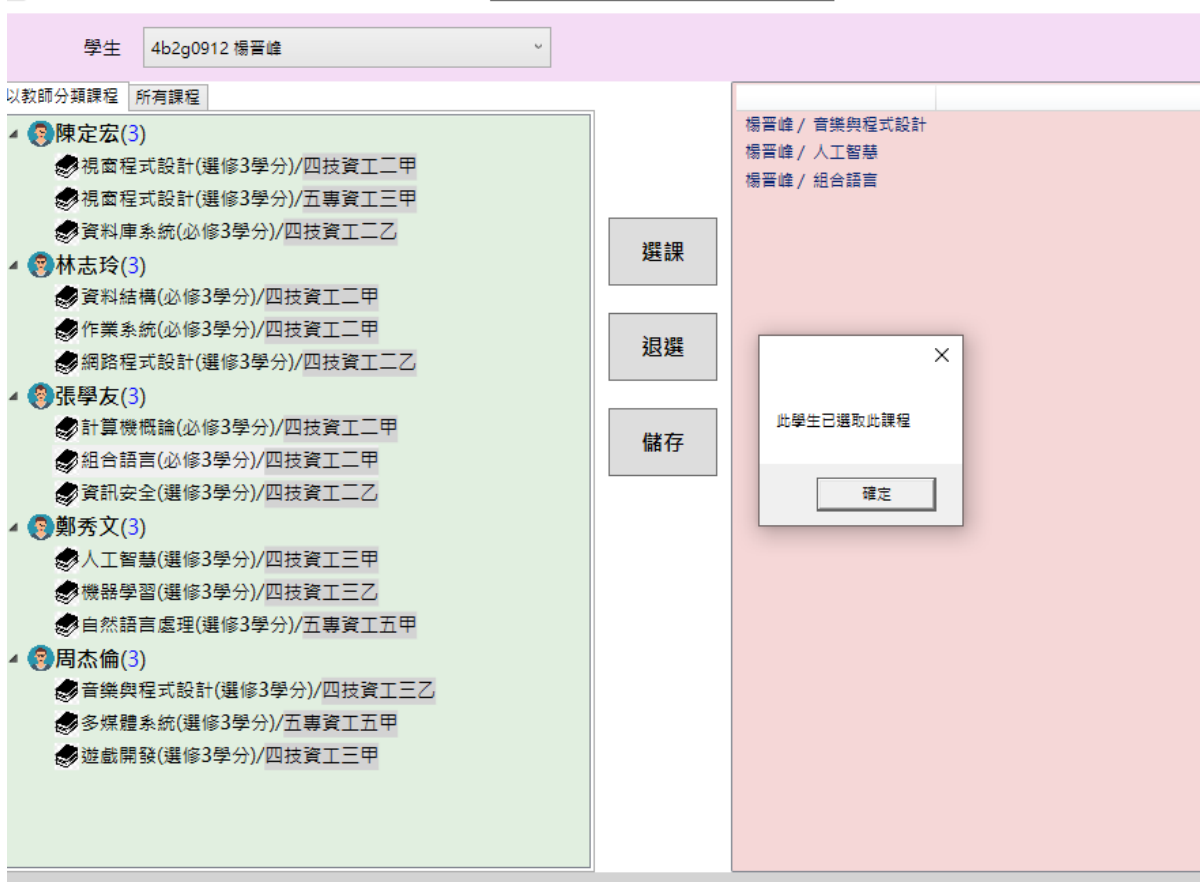 學生 4b2g0912 楊晋峰
以教師分類課程 所有課程
陳定宏(3)
視窗程式設計(選修3學分)/四技資工二甲
視窗程式設計(選修3學分)/五專資工三甲
資料庫系統(必修3學分)/四技資工二乙
林志玲(3)
資料結構(必修3學分)/四技資工二甲
作業系統(必修3學分)/四技資工二甲
網路程式設計(選修3學分)/四技資工二乙
張學友(3)
計算機概論(必修3學分)/四技資工二甲
組合語言(必修3學分)/四技資工二甲
資訊安全(選修3學分)/四技資工二乙
鄭秀文(3)
人工智慧(選修3學分)/四技資工三甲
機器學習(選修3學分)/四技資工三乙
自然語言處理(選修3學分)/五專資工五甲
周杰倫(3)
音樂與程式設計(選修3學分)/四技資工三乙
多媒體系統(選修3學分)/五專資工五甲
遊戲開發(選修3學分)/四技資工三甲
選課
退選
儲存
楊晋峰 / 音樂與程式設計
楊晋峰 / 人工智慧
楊晋峰 / 組合語言
此學生已選取此課程
確定